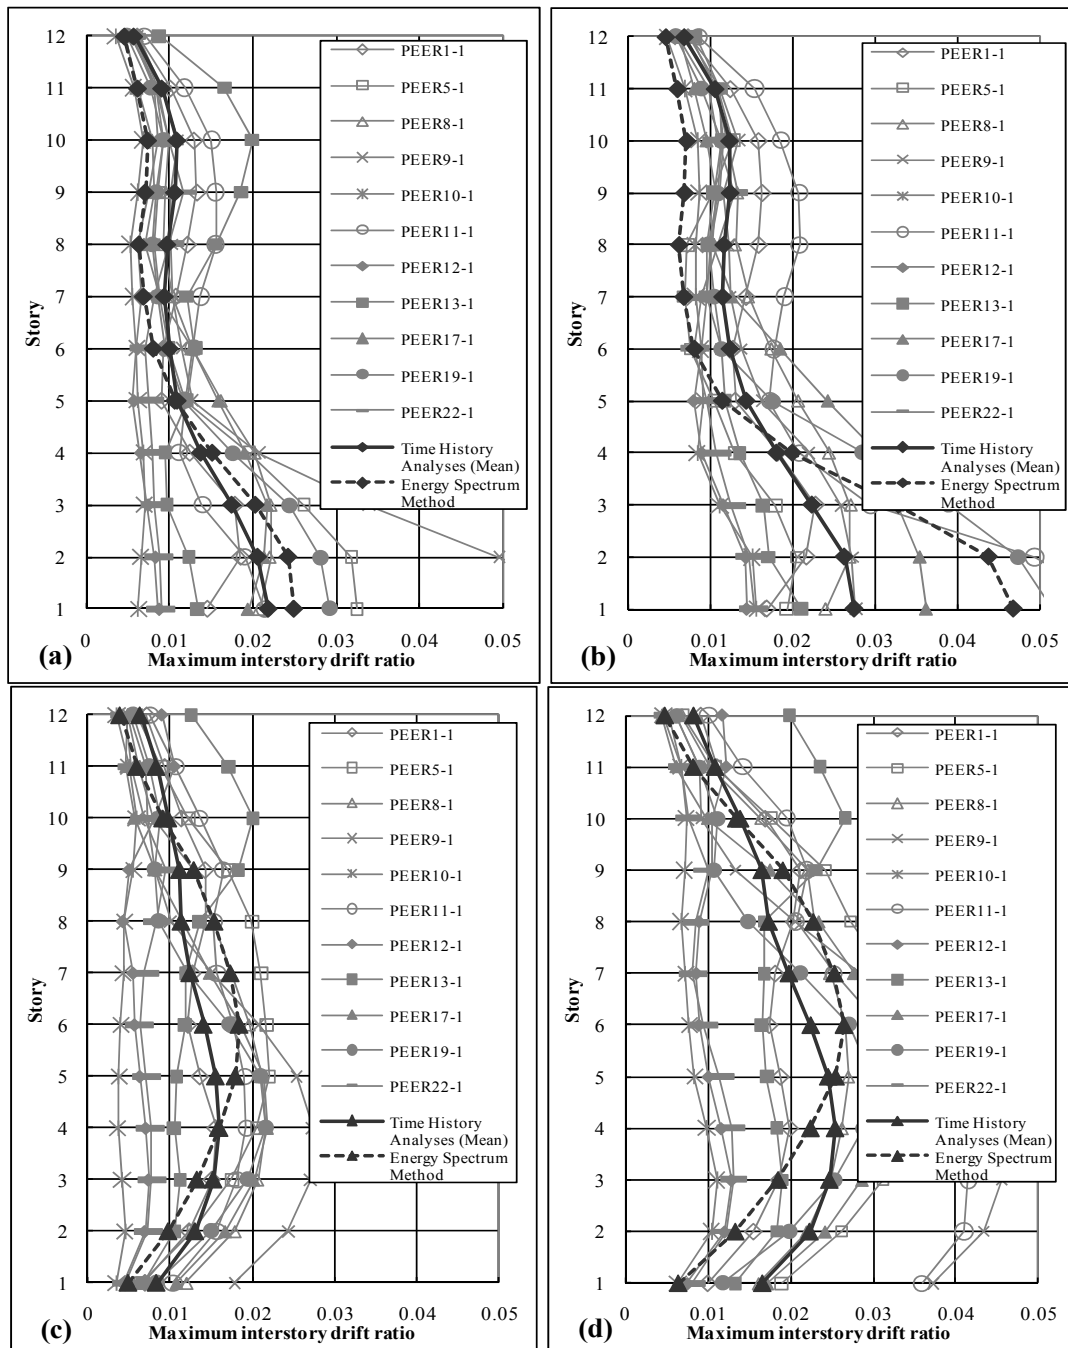 12
11
10
9
8
7
6
5
4
3
2
1
Story
PEER1-1
PEER5-1
PEER8-1
PEER9-1
PEER10-1
PEER11-1
PEER12-1
PEER13-1
PEER17-1
PEER19-1
PEER22-1
Time History
Analyses (Mean)
Energy Spectrum
Method
0 0.01 0.02 0.03 0.04 0.05
(a) Maximum interstory drift ratio
12
11
10
9
8
7
6
5
4
3
2
1
Story
PEER1-1
PEER5-1
PEER8-1
PEER9-1
PEER10-1
PEER11-1
PEER12-1
PEER13-1
PEER17-1
PEER19-1
PEER22-1
Time History
Analyses (Mean)
Energy Spectrum
Method
0 0.01 0.02 0.03 0.04 0.05
(b) Maximum interstory drift ratio
12
11
10
9
8
7
6
5
4
3
2
1
Story
PEER1-1
PEER5-1
PEER8-1
PEER9-1
PEER10-1
PEER11-1
PEER12-1
PEER13-1
PEER17-1
PEER19-1
PEER22-1
Time History
Analyses (Mean)
Energy Spectrum
Method
0 0.01 0.02 0.03 0.04 0.05
(c) Maximum interstory drift ratio
12
11
10
9
8
7
6
5
4
3
2
1
Story
PEER1-1
PEER5-1
PEER8-1
PEER9-1
PEER10-1
PEER11-1
PEER12-1
PEER13-1
PEER17-1
PEER19-1
PEER22-1
Time History
Analyses (Mean)
Energy Spectrum
Method
0 0.01 0.02 0.03 0.04 0.05
(d) Maximum interstory drift ratio